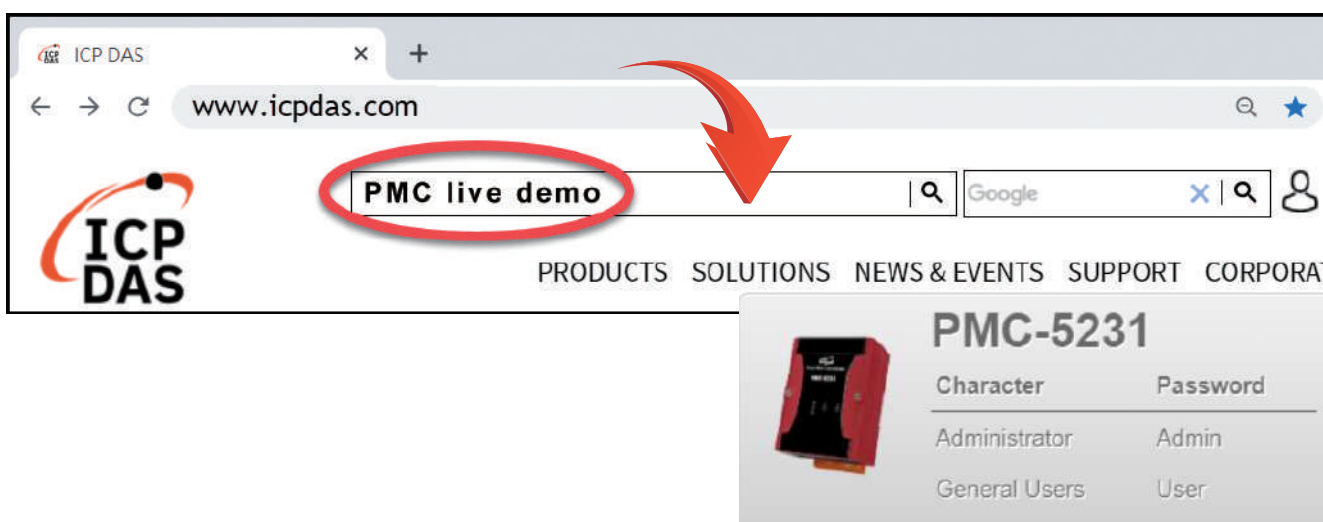 ICP DAS
www.icpdas.com
PMC live demo
Google
ICP
DAS
PRODUCTS SOLUTIONS NEWS & EVENTS SUPPORT CORPORAT
PMC-5231
Character Password
Administrator Admin
General Users User